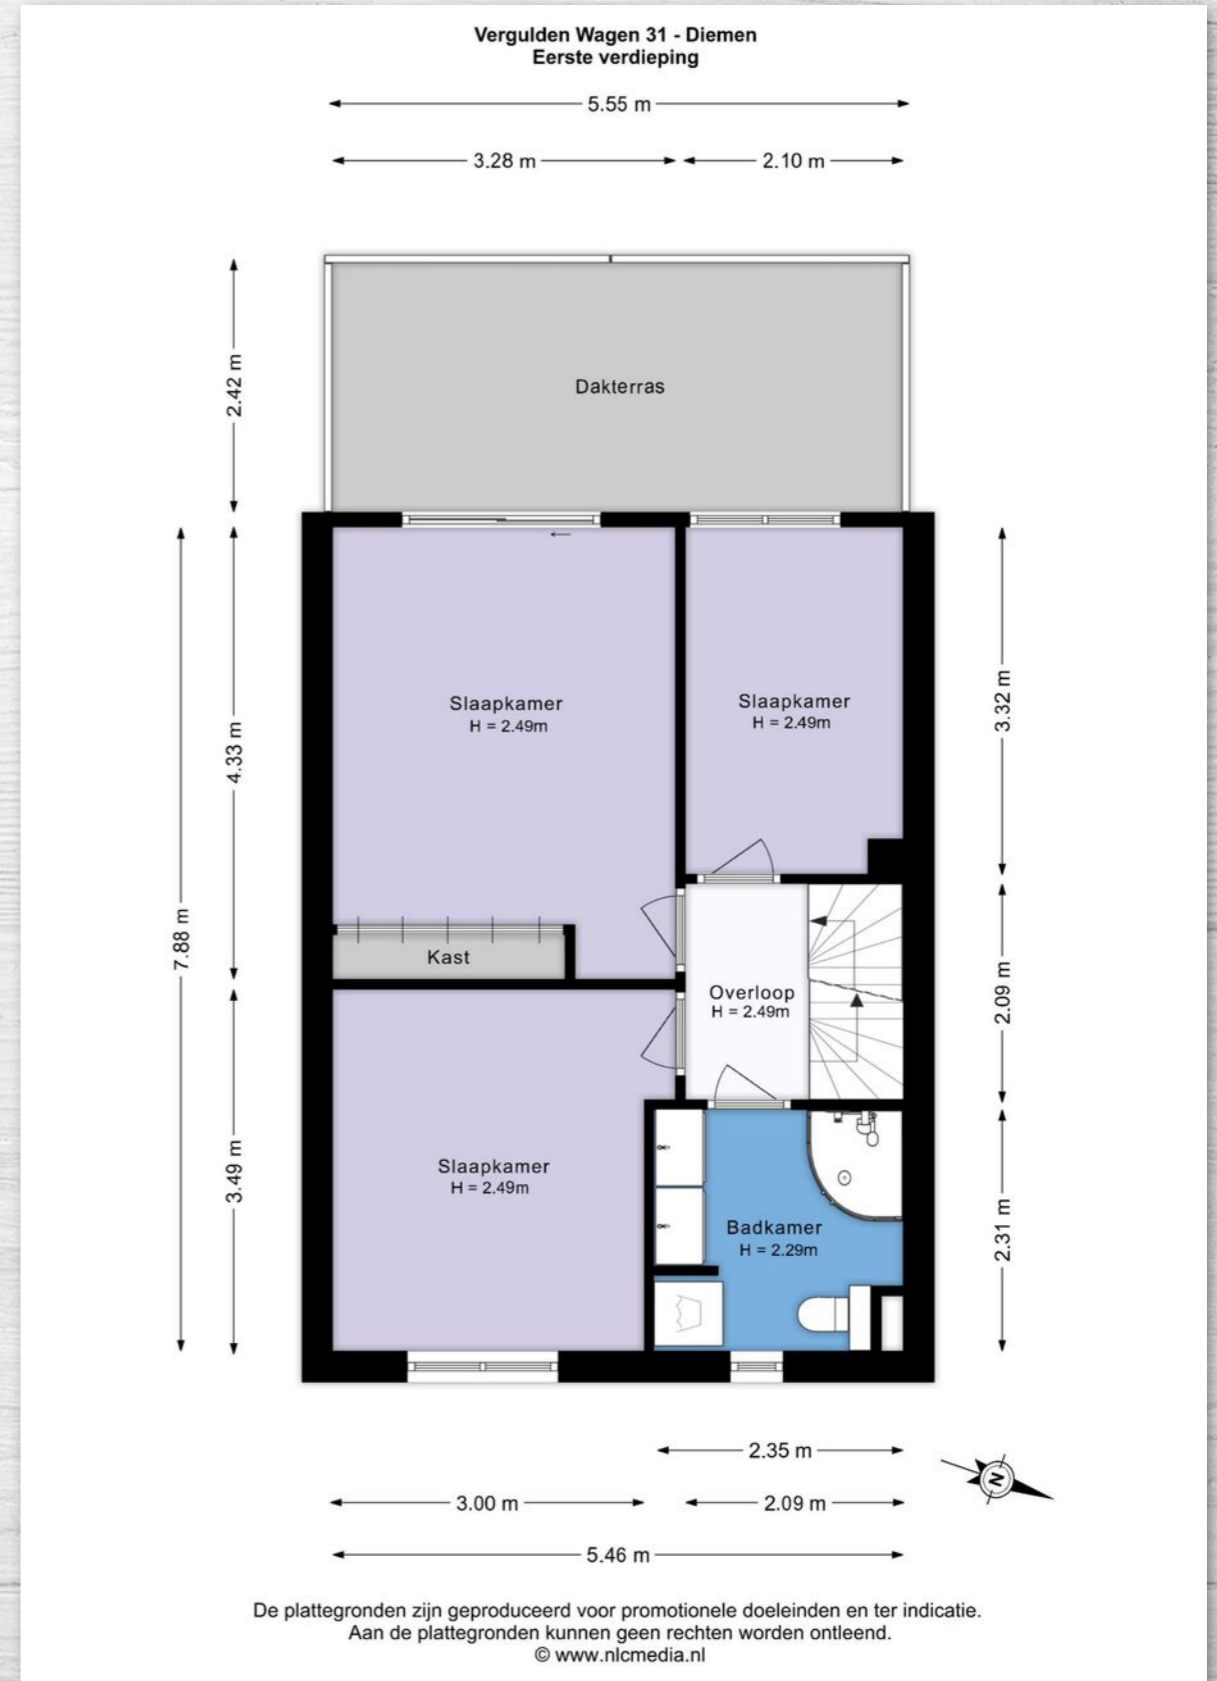 Vergulden Wagen 31 - Diemen
Eerste verdieping
5.55 m
3.28 m
2.10 m
2.42 m
Dakterras
7.88 m
4.33 m
Slaapkamer
H = 2.49m
Slaapkamer
H = 2.49m
3.32 m
Kast
Overloop
H = 2.49m
2.09 m
3.49 m
Slaapkamer
H = 2.49m
Badkamer
H = 2.29m
2.31 m
2.35 m
3.00 m
2.09 m
N
5.46 m
De plattegronden zijn geproduceerd voor promotionele doeleinden en ter indicatie.
Aan de plattegronden kunnen geen rechten worden ontleend.
© www.nlcmedia.nl